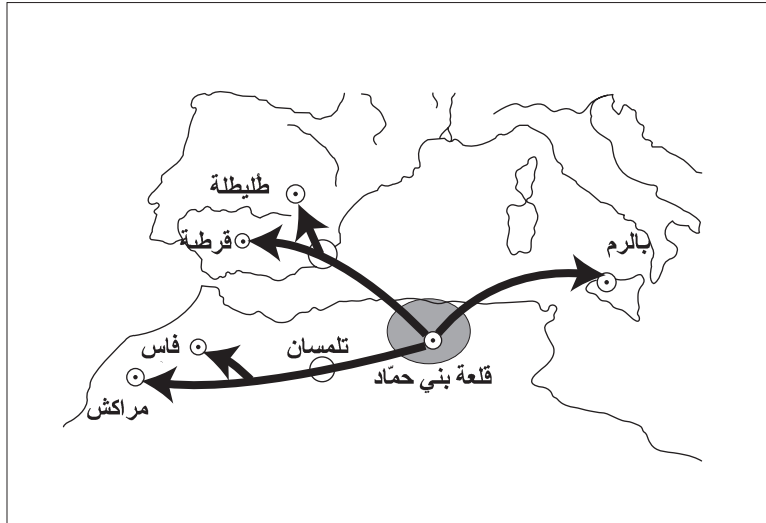 طليطلة
قرطبة
بالرم
فاس
تلمسان
قلعة بني حمّاد
مراكش